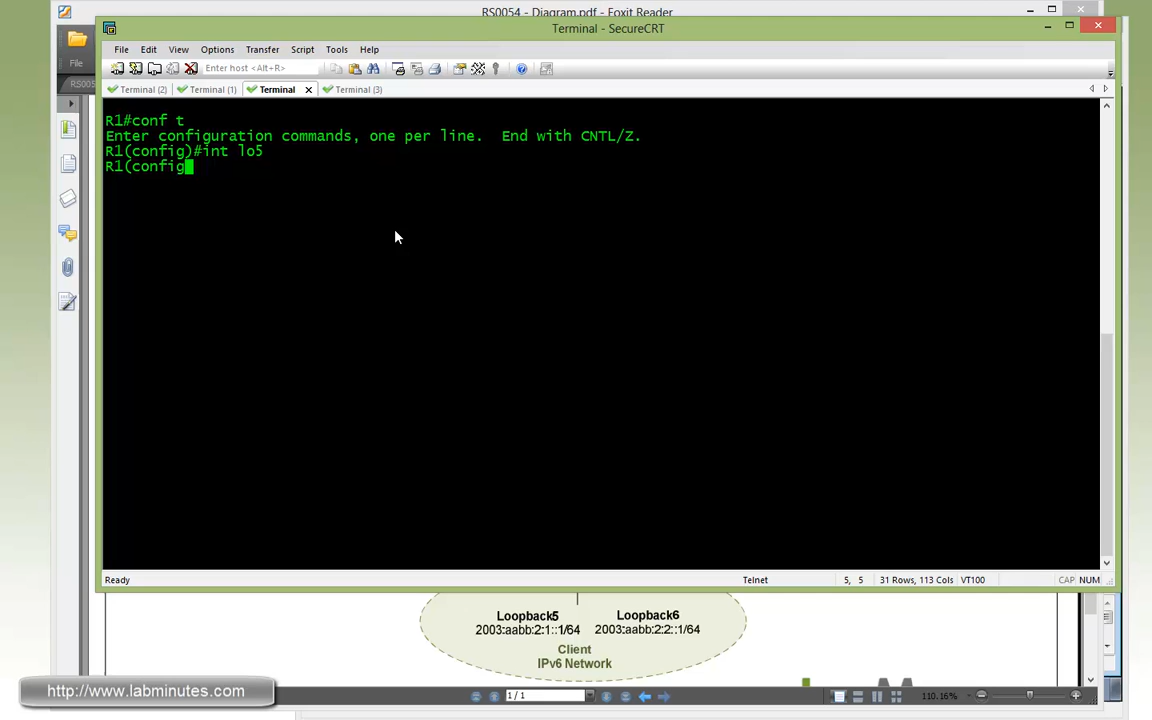 RS0054 - Diagram.pdf - Foxit Reader
Terminal - SecureCRT
File
File Edit View Options Transfer Script Tools Help
Enter host <Alt+R>
RS005
Terminal (2) Terminal (1) Terminal Terminal (3)
R1#conf t
Enter configuration commands, one per line.  End with CNTL/Z.
R1(config)#int lo5
R1(config
Ready Telnet 5, 5 31 Rows, 113 Cols VT100 CAP NUM
Loopback5 Loopback6
2003:aabb:2:1::1/64 2003:aabb:2:2::1/64
Client
IPv6 Network
http://www.labminutes.com
1 / 1 110.16%